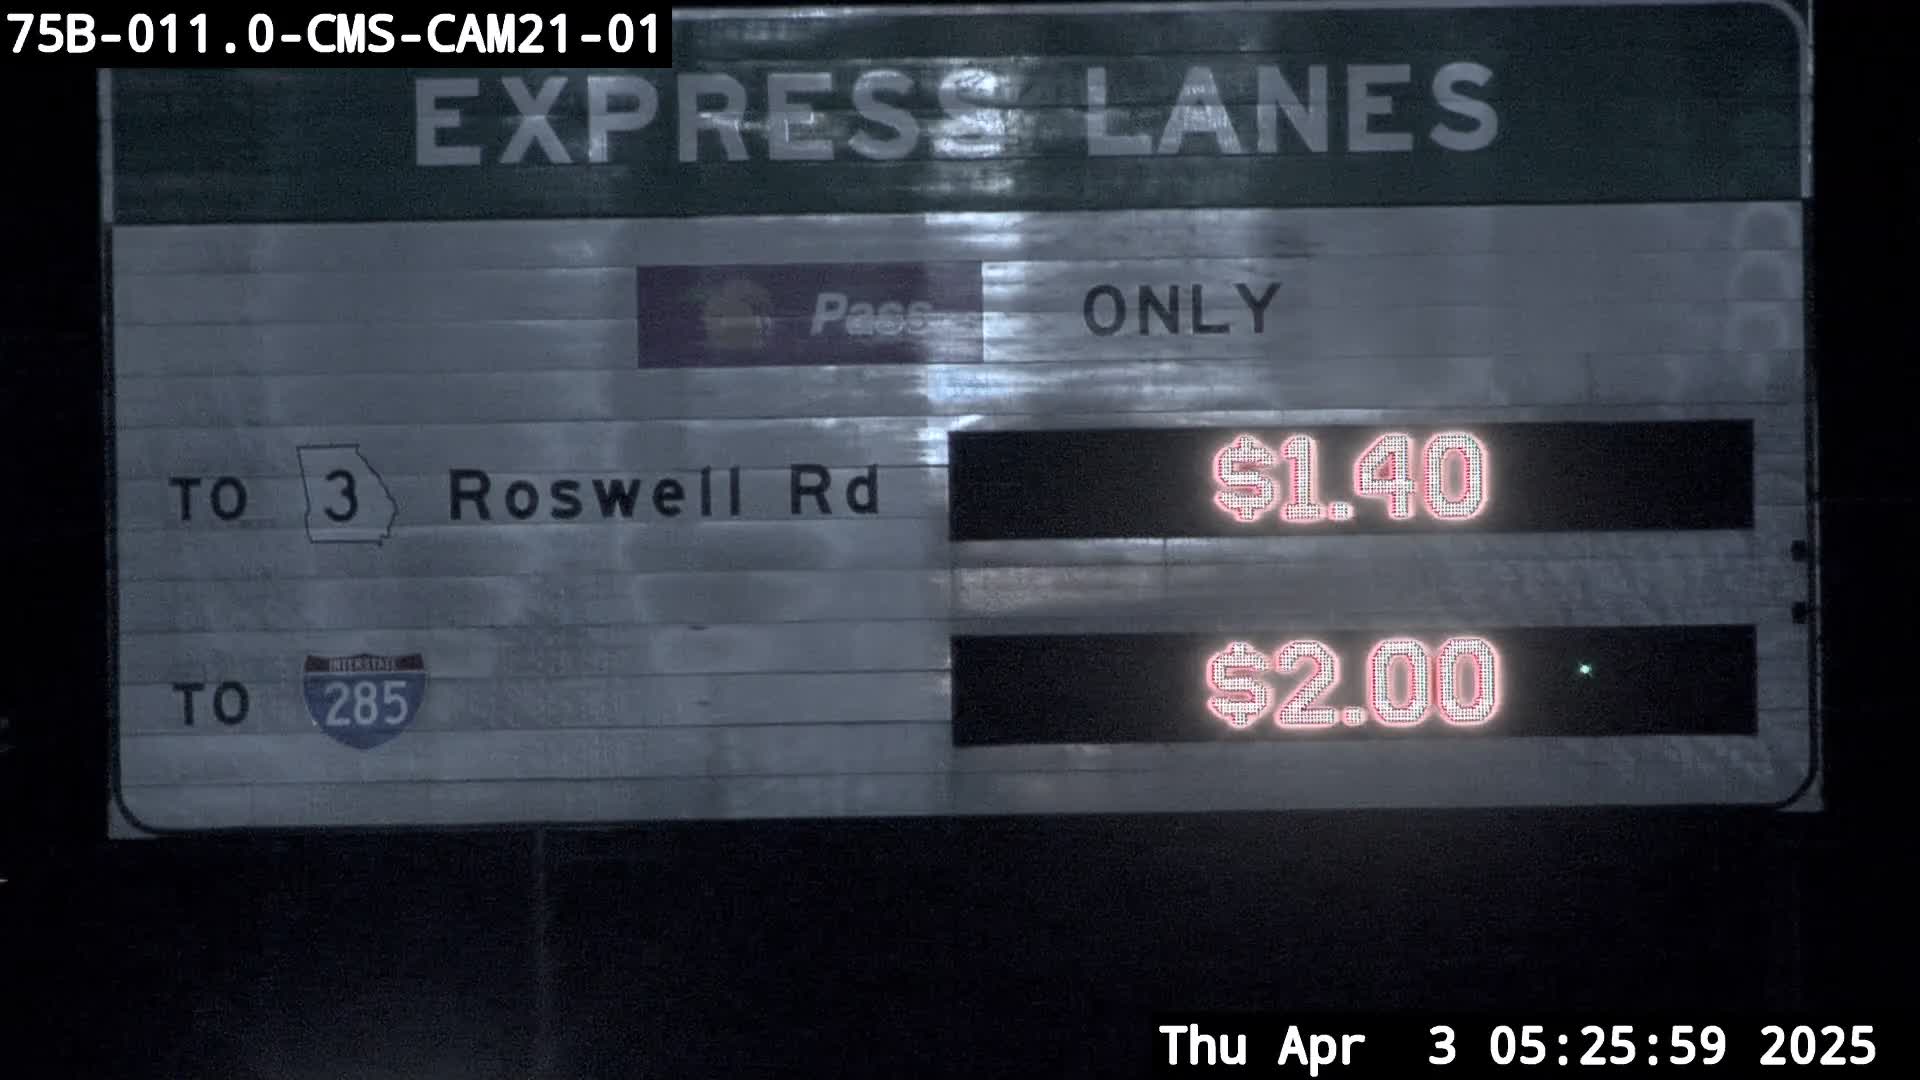 75B-011.0-CMS-CAM21-01
EXPRESS LANES
Pass ONLY
TO 3 Roswell Rd $1.40
INTERSTATE
TO 285 $2.00
Thu Apr 3 05:25:59 2025